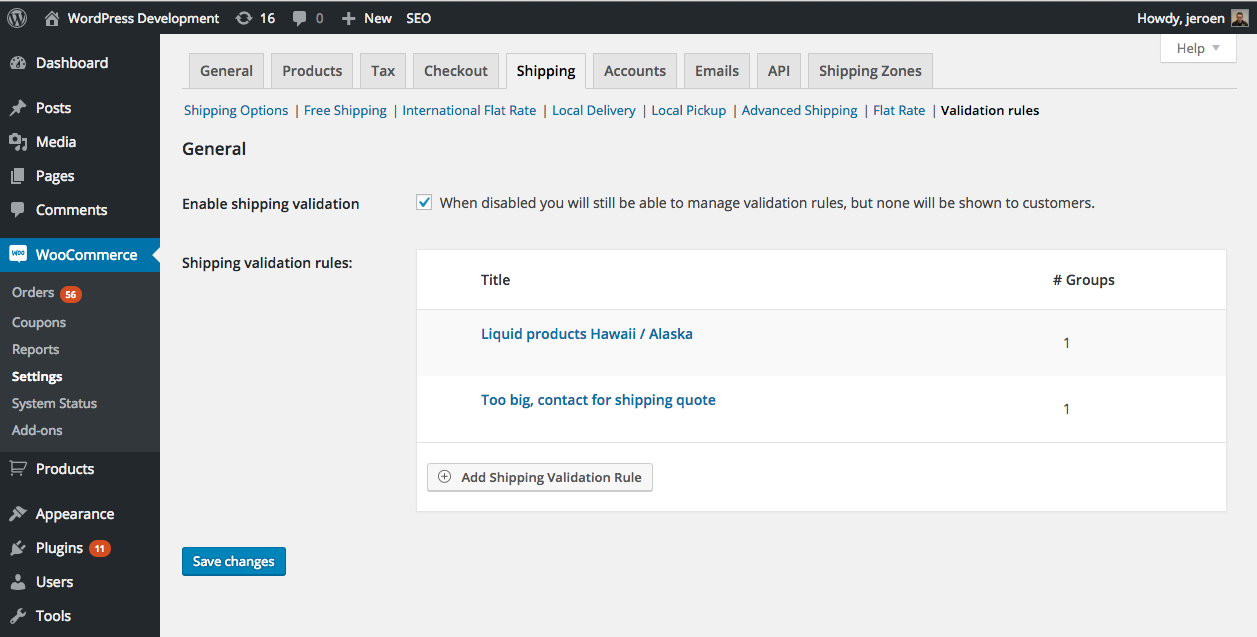 WordPress Development 16 0 New SEO Howdy, jeroen
Help
Dashboard
Posts
Media
Pages
Comments
WooCommerce
Orders 56
Coupons
Reports
Settings
System Status
Add-ons
Products
Appearance
Plugins 11
Users
Tools
General Products Tax Checkout Shipping Accounts Emails API Shipping Zones
Shipping Options | Free Shipping | International Flat Rate | Local Delivery | Local Pickup | Advanced Shipping | Flat Rate | Validation rules
General
Enable shipping validation When disabled you will still be able to manage validation rules, but none will be shown to customers.
Shipping validation rules:
Title # Groups
Liquid products Hawaii / Alaska 1
Too big, contact for shipping quote 1
Add Shipping Validation Rule
Save changes